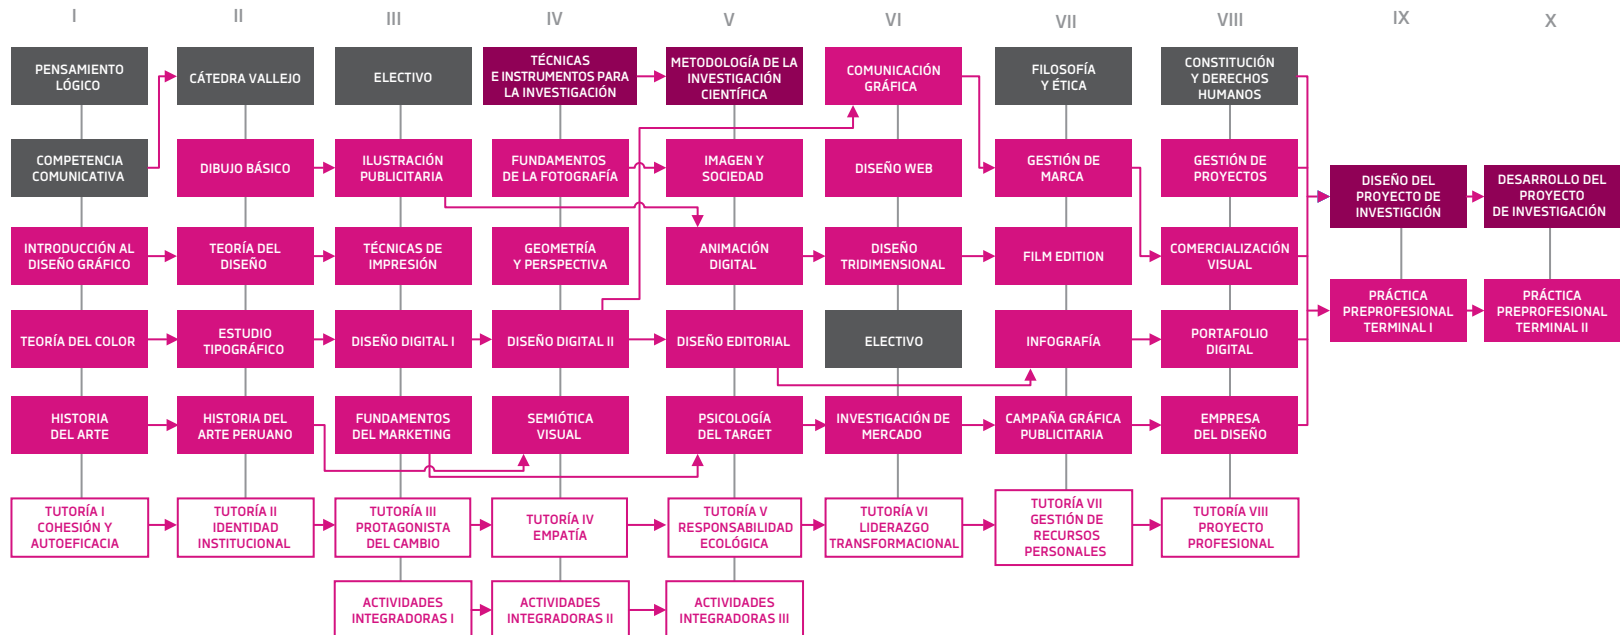 I
II
III
IV
V
VI
VII
VIII
IX
X
PENSAMIENTO
LÓGICO
COMPETENCIA
COMUNICATIVA
INTRODUCCIÓN AL
DISEÑO GRÁFICO
TEORÍA DEL COLOR
HISTORIA
DEL ARTE
TUTORÍA I
COHESIÓN Y
AUTOEFICACIA
CÁTEDRA VALLEJO
DIBUJO BÁSICO
TEORÍA DEL
DISEÑO
ESTUDIO
TIPOGRÁFICO
HISTORIA DEL
ARTE PERUANO
TUTORÍA II
IDENTIDAD
INSTITUCIONAL
ELECTIVO
ILUSTRACIÓN
PUBLICITARIA
TÉCNICAS DE
IMPRESIÓN
DISEÑO DIGITAL I
FUNDAMENTOS
DEL MARKETING
TUTORÍA III
PROTAGONISTA
DEL CAMBIO
ACTIVIDADES
INTEGRADORAS I
TÉCNICAS
E INSTRUMENTOS PARA
LA INVESTIGACIÓN
FUNDAMENTOS
DE LA FOTOGRAFÍA
GEOMETRÍA
Y PERSPECTIVA
DISEÑO DIGITAL II
SEMIÓTICA
VISUAL
TUTORÍA IV
EMPATÍA
ACTIVIDADES
INTEGRADORAS II
METODOLOGÍA DE LA
INVESTIGACIÓN
CIENTÍFICA
IMAGEN Y
SOCIEDAD
ANIMACIÓN
DIGITAL
DISEÑO EDITORIAL
PSICOLOGÍA
DEL TARGET
TUTORÍA V
RESPONSABILIDAD
ECOLÓGICA
ACTIVIDADES
INTEGRADORAS III
COMUNICACIÓN
GRÁFICA
DISEÑO WEB
DISEÑO
TRIDIMENSIONAL
ELECTIVO
INVESTIGACIÓN DE
MERCADO
TUTORÍA VI
LIDERAZGO
TRANSFORMACIONAL
FILOSOFÍA
Y ÉTICA
GESTIÓN DE
MARCA
FILM EDITION
INFOGRAFÍA
CAMPAÑA GRÁFICA
PUBLICITARIA
TUTORÍA VII
GESTIÓN DE
RECURSOS
PERSONALES
CONSTITUCIÓN
Y DERECHOS
HUMANOS
GESTIÓN DE
PROYECTOS
COMERCIALIZACIÓN
VISUAL
PORTAFOLIO
DIGITAL
EMPRESA
DEL DISEÑO
TUTORÍA VIII
PROYECTO
PROFESIONAL
DISEÑO DEL
PROYECTO DE
INVESTIGCIÓN
PRÁCTICA
PREPROFESIONAL
TERMINAL I
DESARROLLO DEL
PROYECTO
DE INVESTIGACIÓN
PRÁCTICA
PREPROFESIONAL
TERMINAL II